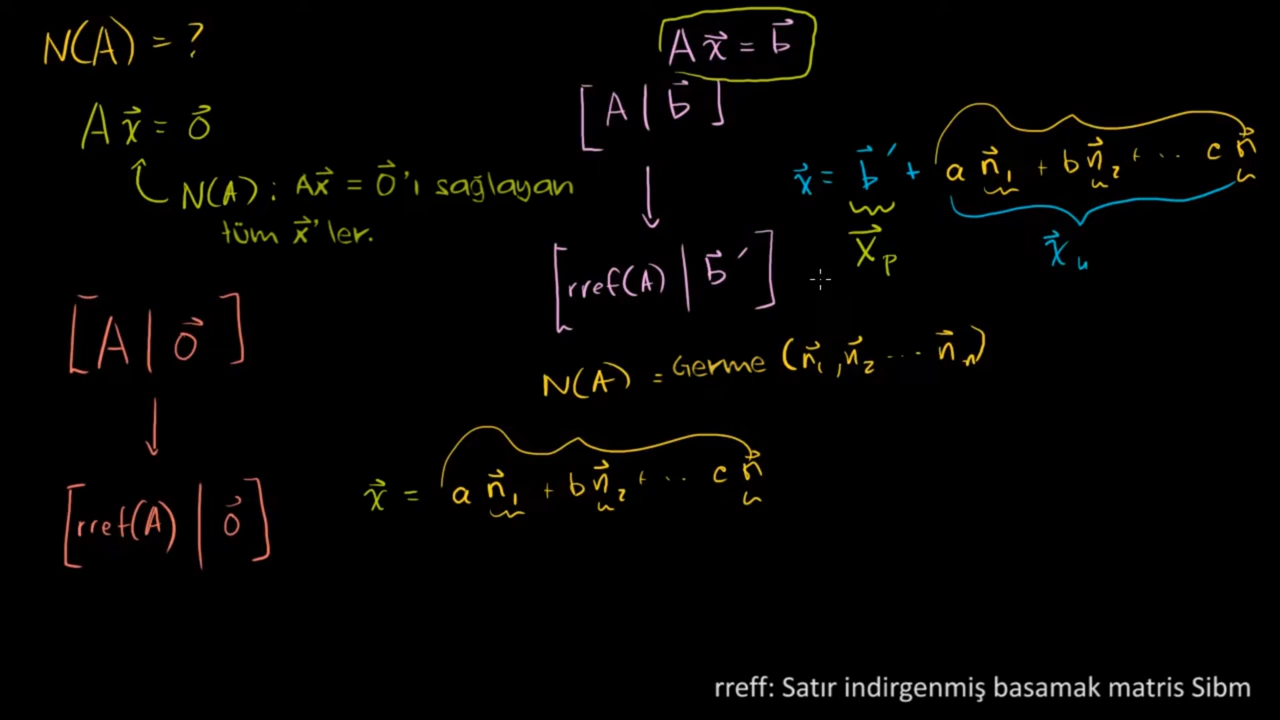 N(A) = ?
A x⃗ = 0⃗
N(A) : Ax⃗ = 0⃗'ı sağlayan
tüm x⃗'ler.
[A | 0⃗]
[rref(A) | 0⃗]
A x⃗ = b⃗
[A | b⃗]
[rref(A) | b⃗′]
x⃗ = b⃗′ + a n⃗₁ + b n⃗₂ + ... c n⃗
x⃗p x⃗n
N(A) = Germe (n⃗₁, n⃗₂ ... n⃗n)
x⃗ = a n⃗₁ + b n⃗₂ + ... c n⃗
rreff: Satır indirgenmiş basamak matris Sibm